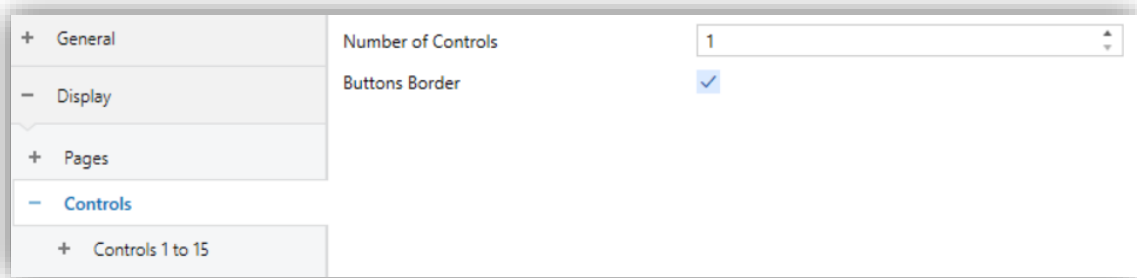 General
Display
Pages
Controls
Controls 1 to 15
Number of Controls
1
Buttons Border